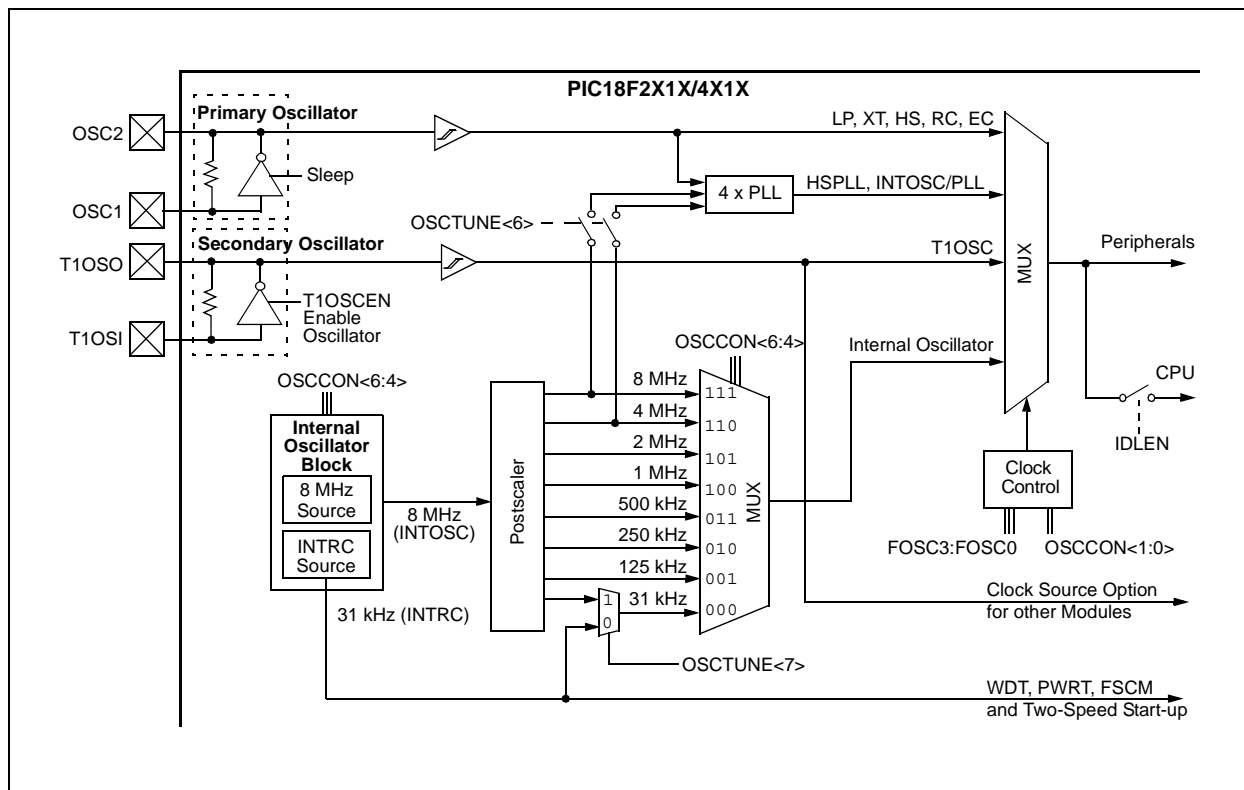 PIC18F2X1X/4X1X
Primary Oscillator
OSC2
LP, XT, HS, RC, EC
Sleep
4 x PLL
HSPLL, INTOSC/PLL
OSC1
OSCTUNE<6>
Secondary Oscillator
T1OSO
T1OSC
MUX
Peripherals
T1OSCEN
Enable
Oscillator
T1OSI
OSCCON<6:4>
Internal Oscillator
OSCCON<6:4>
CPU
IDLEN
Internal
Oscillator
Block
8 MHz
Source
INTRC
Source
8 MHz
(INTOSC)
31 kHz (INTRC)
Postscaler
8 MHz
111
4 MHz
110
2 MHz
101
1 MHz
100
500 kHz
011
250 kHz
010
125 kHz
001
1
0
31 kHz
000
MUX
OSCTUNE<7>
Clock
Control
FOSC3:FOSC0
OSCCON<1:0>
Clock Source Option
for other Modules
WDT, PWRT, FSCM
and Two-Speed Start-up